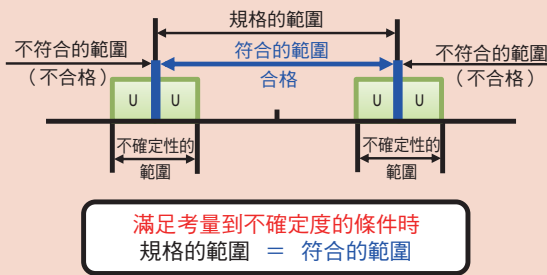 規格的範圍
不符合的範圍
（不合格）
符合的範圍
合格
不符合的範圍
（不合格）
U U
U U
不確定性的
範圍
不確定性的
範圍
滿足考量到不確定度的條件時
規格的範圍 = 符合的範圍